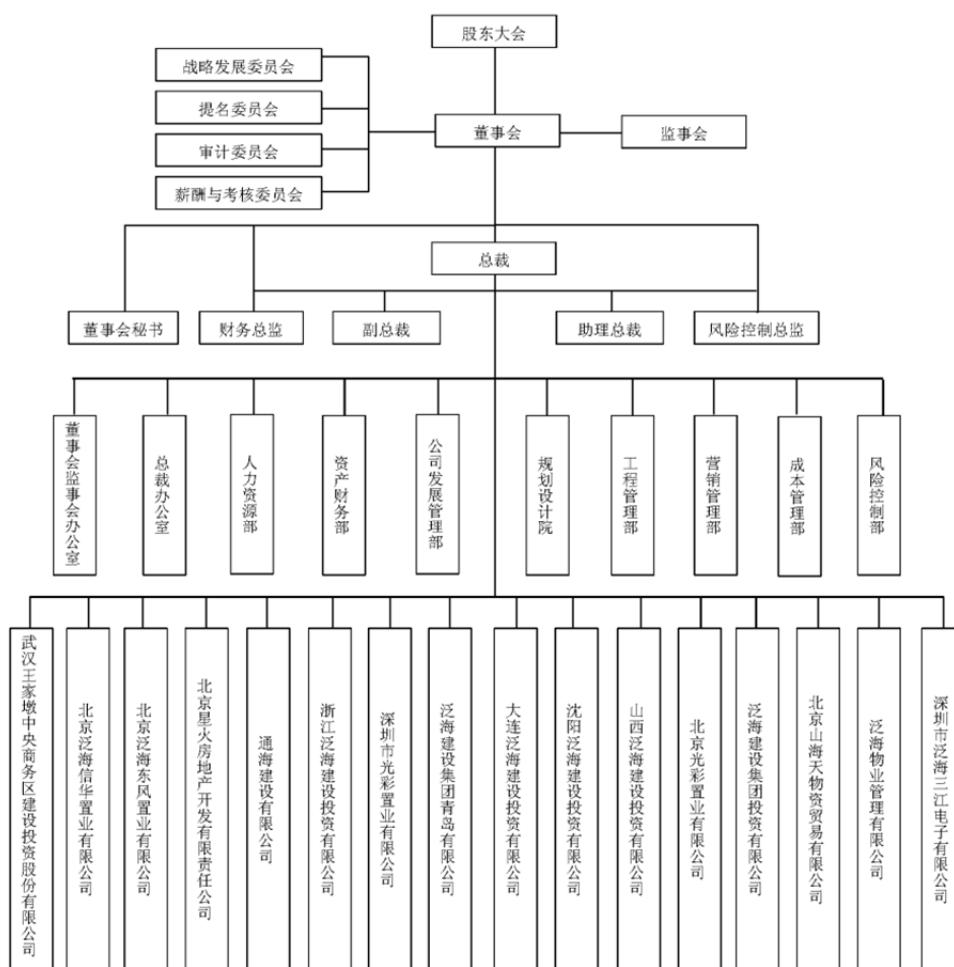 股东大会
战略发展委员会
提名委员会
董事会
监事会
审计委员会
薪酬与考核委员会
总裁
董事会秘书
财务总监
副总裁
助理总裁
风险控制总监
董事会监事会办公室
总裁办公室
人力资源部
资产财务部
公司发展管理部
规划设计院
工程管理部
营销管理部
成本管理部
风险控制部
武汉王家墩中央商务区建设投资股份有限公司
北京泛海信华置业有限公司
北京泛海东风置业有限公司
北京星火房地产开发有限责任公司
通海建设有限公司
浙江泛海建设投资有限公司
深圳市光彩置业有限公司
泛海建设集团青岛有限公司
大连泛海建设投资有限公司
沈阳泛海建设投资有限公司
山西泛海建设投资有限公司
北京光彩置业有限公司
泛海建设集团投资有限公司
北京山海天物资贸易有限公司
泛海物业管理有限公司
深圳市泛海三江电子有限公司